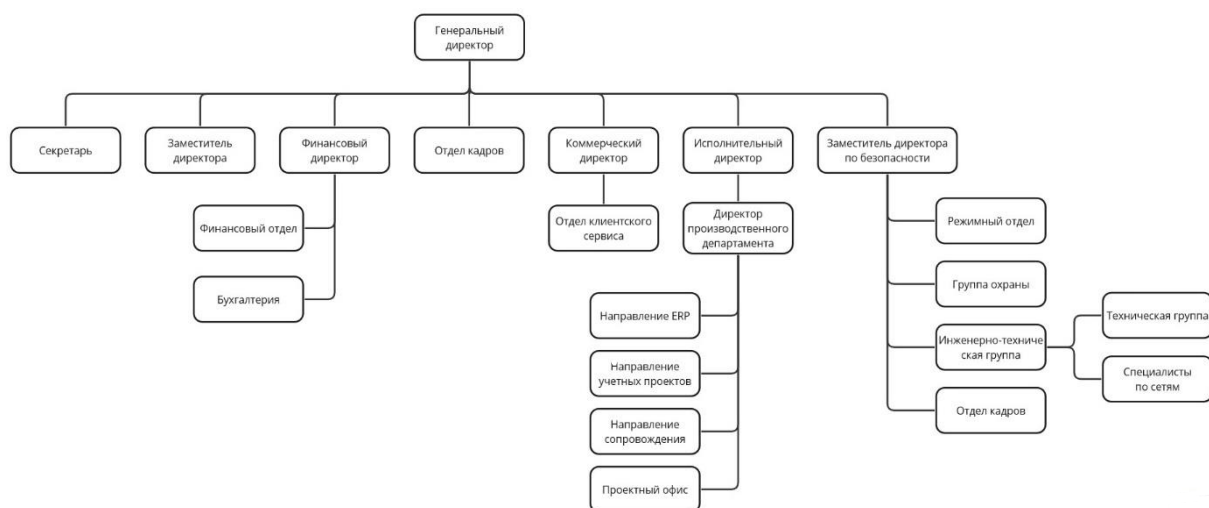 Генеральный
директор
Секретарь
Заместитель
директора
Финансовый
директор
Отдел кадров
Коммерческий
директор
Исполнительный
директор
Заместитель директора
по безопасности
Финансовый отдел
Бухгалтерия
Отдел клиентского
сервиса
Директор
производственного
департамента
Направление ERP
Направление
учетных проектов
Направление
сопровождения
Проектный офис
Режимный отдел
Группа охраны
Инженерно-техниче
ская группа
Отдел кадров
Техническая группа
Специалисты
по сетям